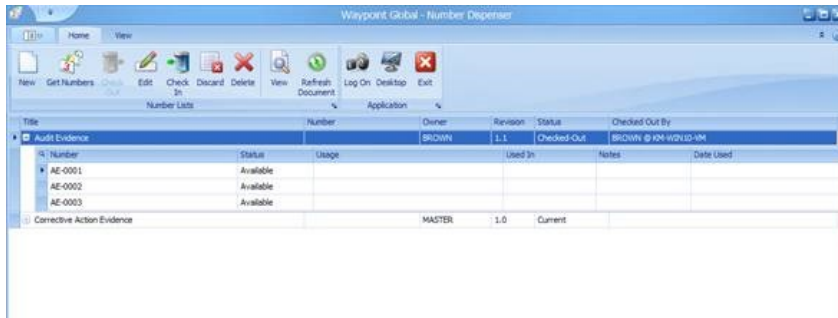 Waypoint Global - Number Dispenser
Home View
New Get Numbers Check Out Edit Check In Discard Delete View Refresh Document Log On Desktop Exit
Number Lists Application
Title Number Owner Revision Status Checked Out By
Audit Evidence BROWN 1.1 Checked-Out BROWN @ KM-WIN10-VM
Number Status Usage Used In Notes Date Used
AE-0001 Available
AE-0002 Available
AE-0003 Available
Corrective Action Evidence MASTER 1.0 Current